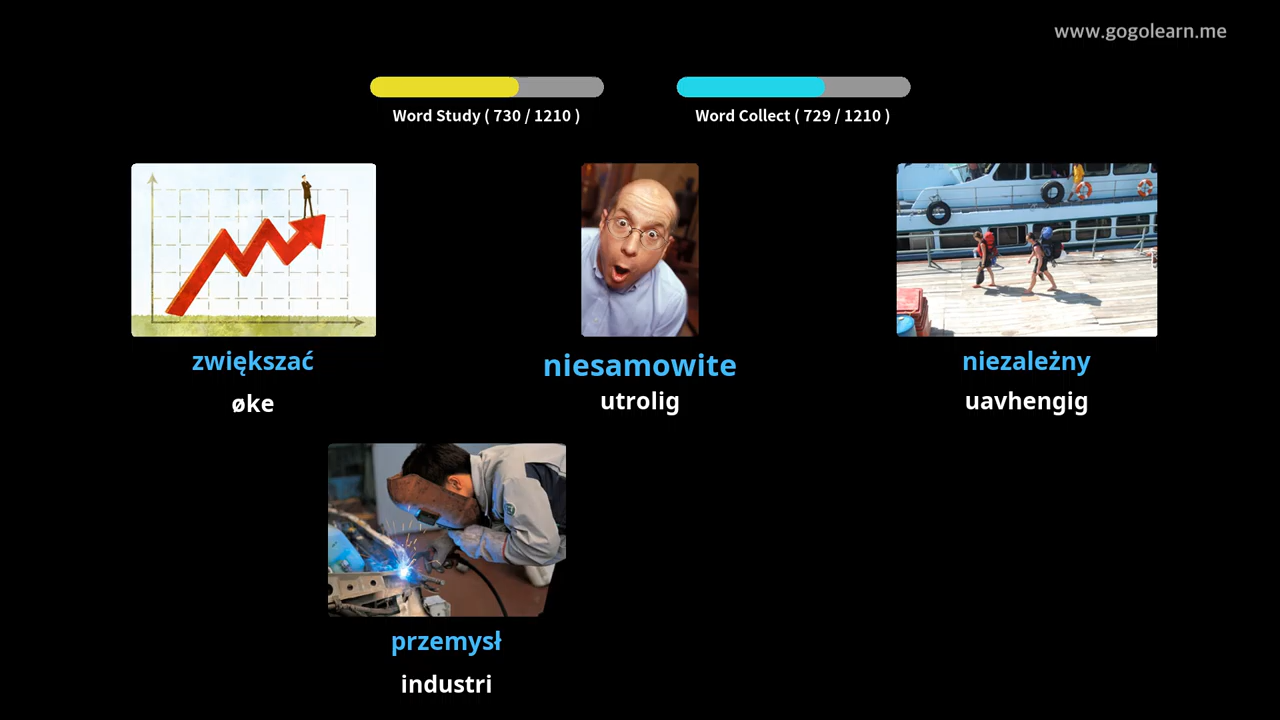 www.gogolearn.me
Word Study ( 730 / 1210 )
Word Collect ( 729 / 1210 )
zwiększać
øke
niesamowite
utrolig
niezależny
uavhengig
przemysł
industri